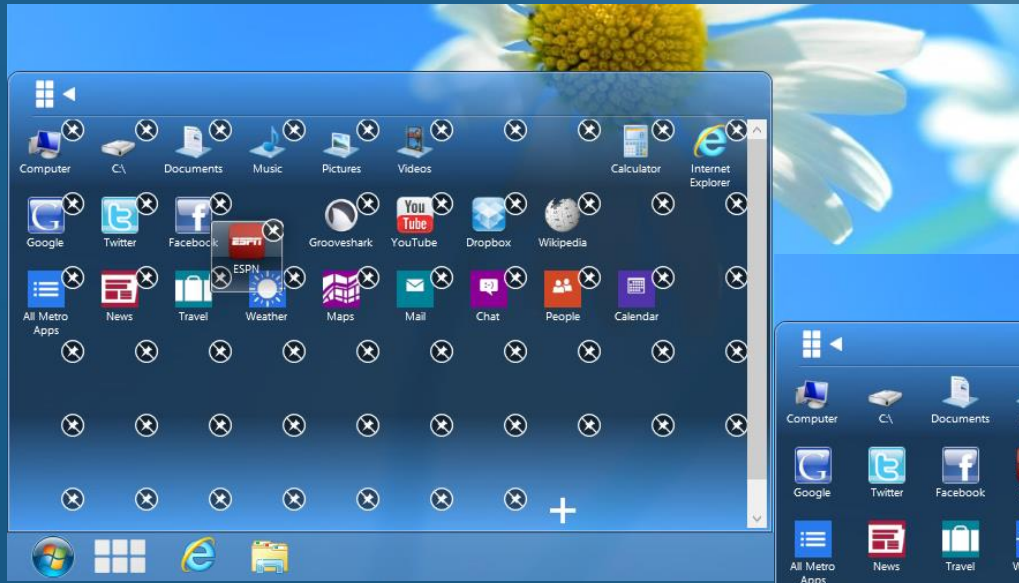 Computer
C:\
Documents
Music
Pictures
Videos
Calculator
Internet
Explorer
Google
Twitter
Facebook
ESPN
ESPN
Grooveshark
You
Tube
YouTube
Dropbox
Wikipedia
All Metro
Apps
News
Travel
Weather
Maps
Mail
Chat
People
Calendar
Computer
C:\
Documents
Google
Twitter
Facebook
All Metro
Apps
News
Travel